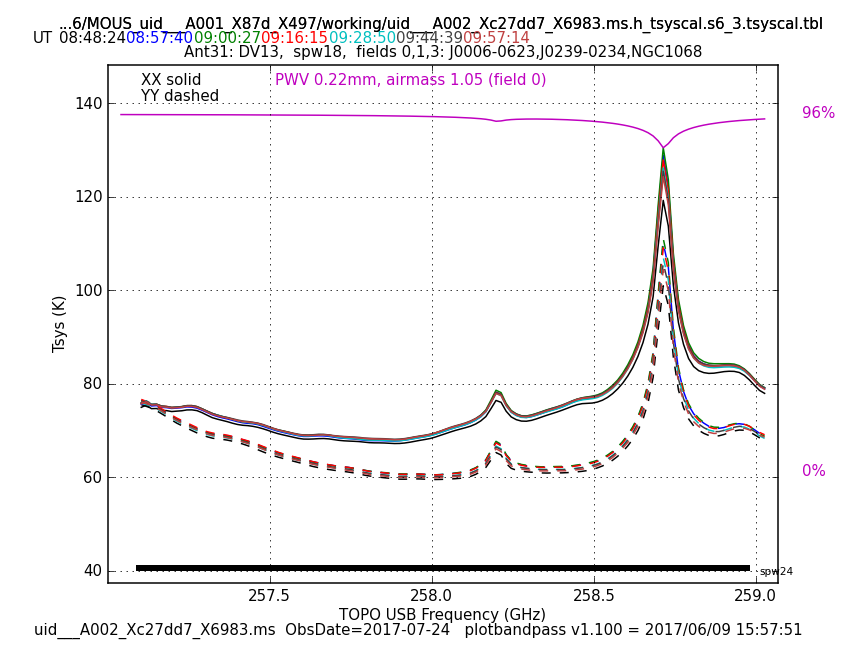 ...6/MOUS_uid___A001_X87d_X497/working/uid___A002_Xc27dd7_X6983.ms.h_tsyscal.s6_3.tsyscal.tbl
UT 08:48:24 08:57:40 09:00:27 09:16:15 09:28:50 09:44:39 09:57:14
Ant31: DV13,  spw18,  fields 0,1,3: J0006-0623,J0239-0234,NGC1068
XX solid
PWV 0.22mm, airmass 1.05 (field 0)
YY dashed
140
120
100
80
60
40
96%
0%
Tsys (K)
spw24
257.5
258.0
258.5
259.0
TOPO USB Frequency (GHz)
uid___A002_Xc27dd7_X6983.ms  ObsDate=2017-07-24   plotbandpass v1.100 = 2017/06/09 15:57:51